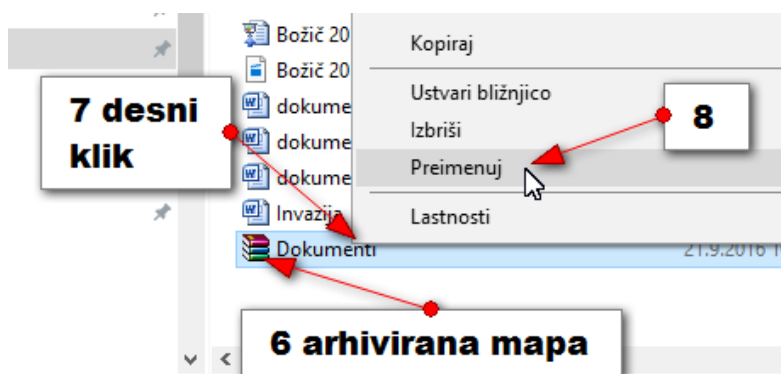 Božič 20
Božič 20
dokume
dokume
dokume
Invazija
Dokumenti
21.9.2016 1
Kopiraj
Ustvari bližnjico
Izbriši
Preimenuj
Lastnosti
7 desni
klik
8
6 arhivirana mapa